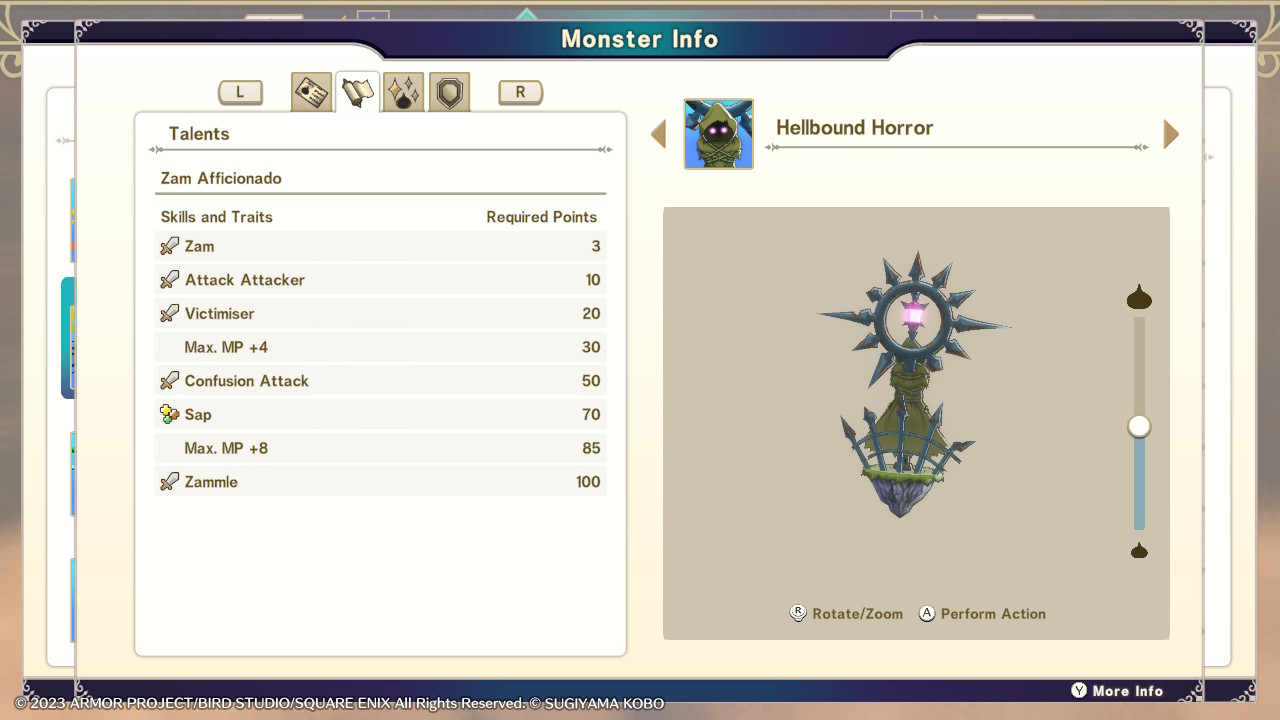 Monster Info
L
R
Talents
Zam Afficionado
Skills and Traits Required Points
Zam 3
Attack Attacker 10
Victimiser 20
Max. MP +4 30
Confusion Attack 50
Sap 70
Max. MP +8 85
Zammle 100
Hellbound Horror
R Rotate/Zoom A Perform Action
Y More Info
© 2023 ARMOR PROJECT/BIRD STUDIO/SQUARE ENIX All Rights Reserved. © SUGIYAMA KOBO